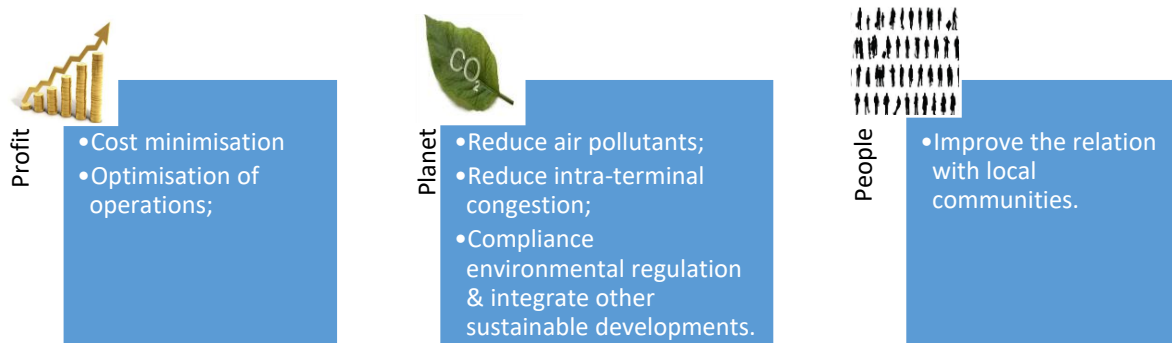 Profit
•Cost minimisation
•Optimisation of
operations;
CO2
Planet
•Reduce air pollutants;
•Reduce intra-terminal
congestion;
•Compliance
environmental regulation
& integrate other
sustainable developments.
People
•Improve the relation
with local
communities.